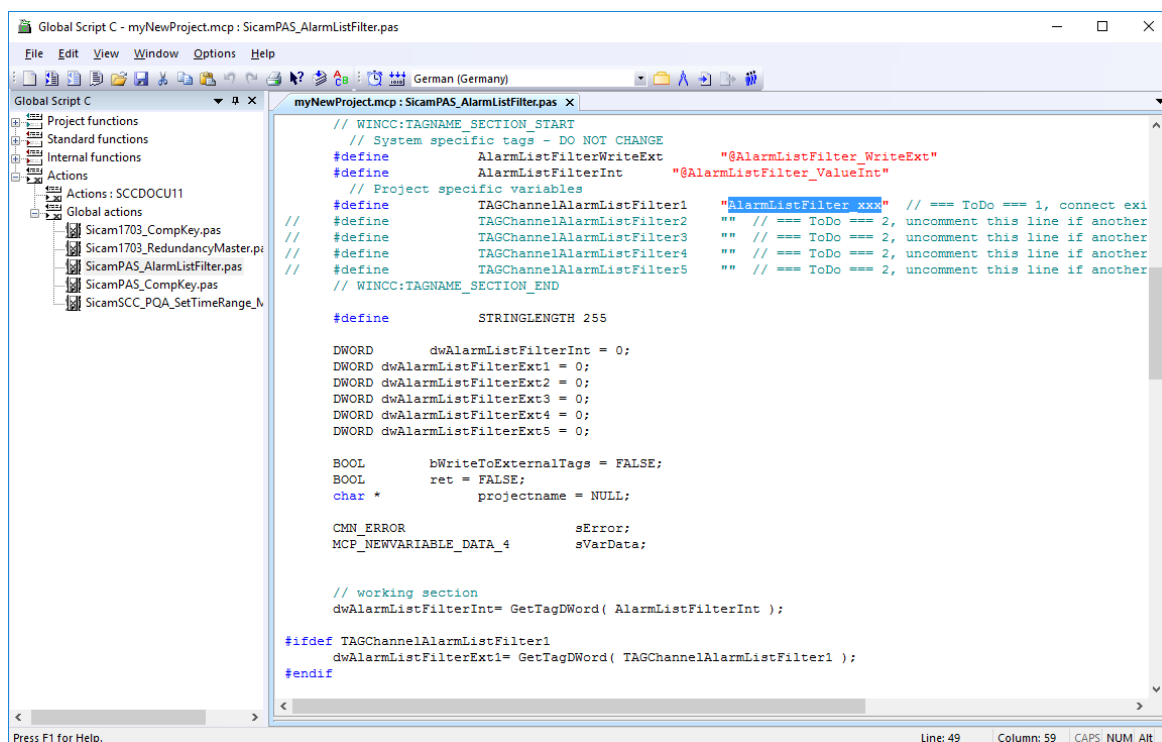 Global Script C - myNewProject.mcp : SicamPAS_AlarmListFilter.pas
File Edit View Window Options Help
German (Germany)
Global Script C
myNewProject.mcp : SicamPAS_AlarmListFilter.pas
Project functions
Standard functions
Internal functions
Actions
Actions : SCCDOCU11
Global actions
Sicam1703_CompKey.pas
Sicam1703_RedundancyMaster.pa
SicamPAS_AlarmListFilter.pas
SicamPAS_CompKey.pas
SicamSCC_PQA_SetTimeRange_M
// WINCC:TAGNAME_SECTION_START
// System specific tags - DO NOT CHANGE
#define AlarmListFilterWriteExt "@AlarmListFilter_WriteExt"
#define AlarmListFilterInt "@AlarmListFilter_ValueInt"
// Project specific variables
#define TAGChannelAlarmListFilter1 "AlarmListFilter_xxx" // === ToDo === 1, connect exi
// #define TAGChannelAlarmListFilter2 "" // === ToDo === 2, uncomment this line if another
// #define TAGChannelAlarmListFilter3 "" // === ToDo === 2, uncomment this line if another
// #define TAGChannelAlarmListFilter4 "" // === ToDo === 2, uncomment this line if another
// #define TAGChannelAlarmListFilter5 "" // === ToDo === 2, uncomment this line if another
// WINCC:TAGNAME_SECTION_END
#define STRINGLENGTH 255
DWORD dwAlarmListFilterInt = 0;
DWORD dwAlarmListFilterExt1 = 0;
DWORD dwAlarmListFilterExt2 = 0;
DWORD dwAlarmListFilterExt3 = 0;
DWORD dwAlarmListFilterExt4 = 0;
DWORD dwAlarmListFilterExt5 = 0;
BOOL bWriteToExternalTags = FALSE;
BOOL ret = FALSE;
char * projectname = NULL;
CMN_ERROR sError;
MCP_NEWVARIABLE_DATA_4 sVarData;
// working section
dwAlarmListFilterInt= GetTagDWord( AlarmListFilterInt );
#ifdef TAGChannelAlarmListFilter1
dwAlarmListFilterExt1= GetTagDWord( TAGChannelAlarmListFilter1 );
#endif
Press F1 for Help.
Line: 49 Column: 59 CAPS NUM Alt